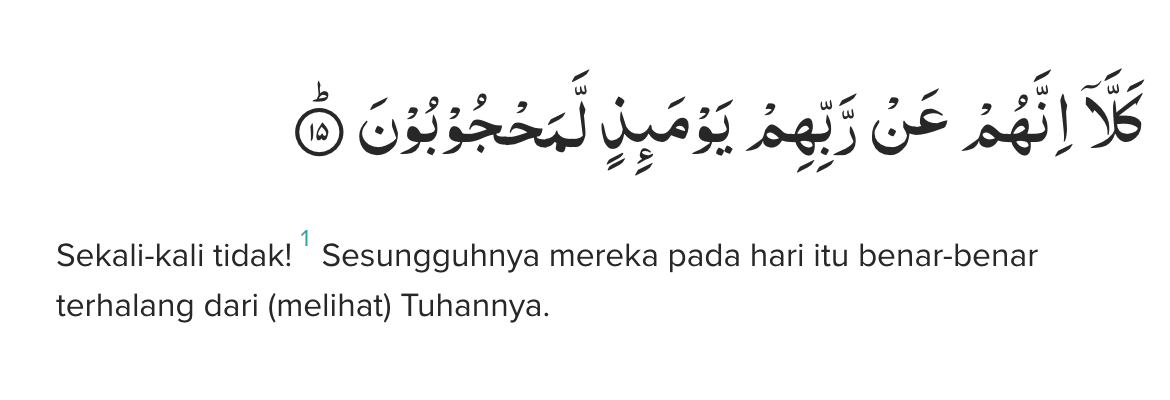 كَلَّآ اِنَّهُمْ عَنْ رَّبِّهِمْ يَوْمَىِٕذٍ لَّمَحْجُوْبُوْنَ ۗ ١٥
Sekali-kali tidak! 1 Sesungguhnya mereka pada hari itu benar-benar
terhalang dari (melihat) Tuhannya.